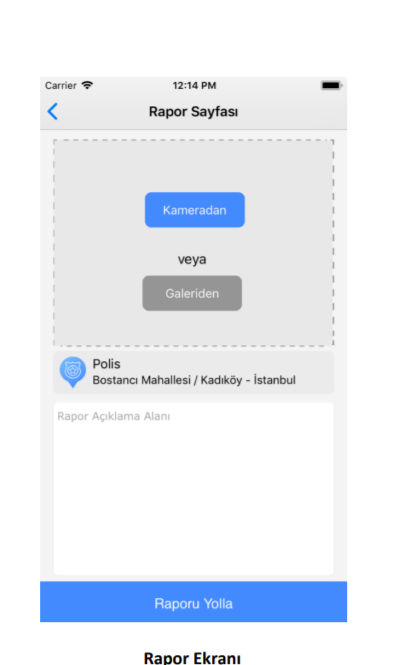 Carrier
12:14 PM
Rapor Sayfası
Kameradan
veya
Galeriden
Polis
Bostancı Mahallesi / Kadıköy - İstanbul
Rapor Açıklama Alanı
Raporu Yolla
Rapor Ekranı